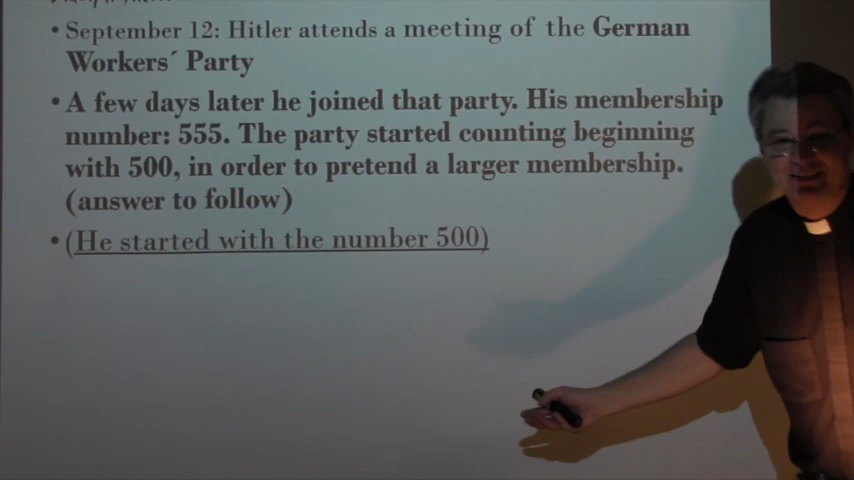 • September 12: Hitler attends a meeting of the German
Workers´ Party
• A few days later he joined that party. His membership
number: 555. The party started counting beginning
with 500, in order to pretend a larger membership.
(answer to follow)
• (He started with the number 500)